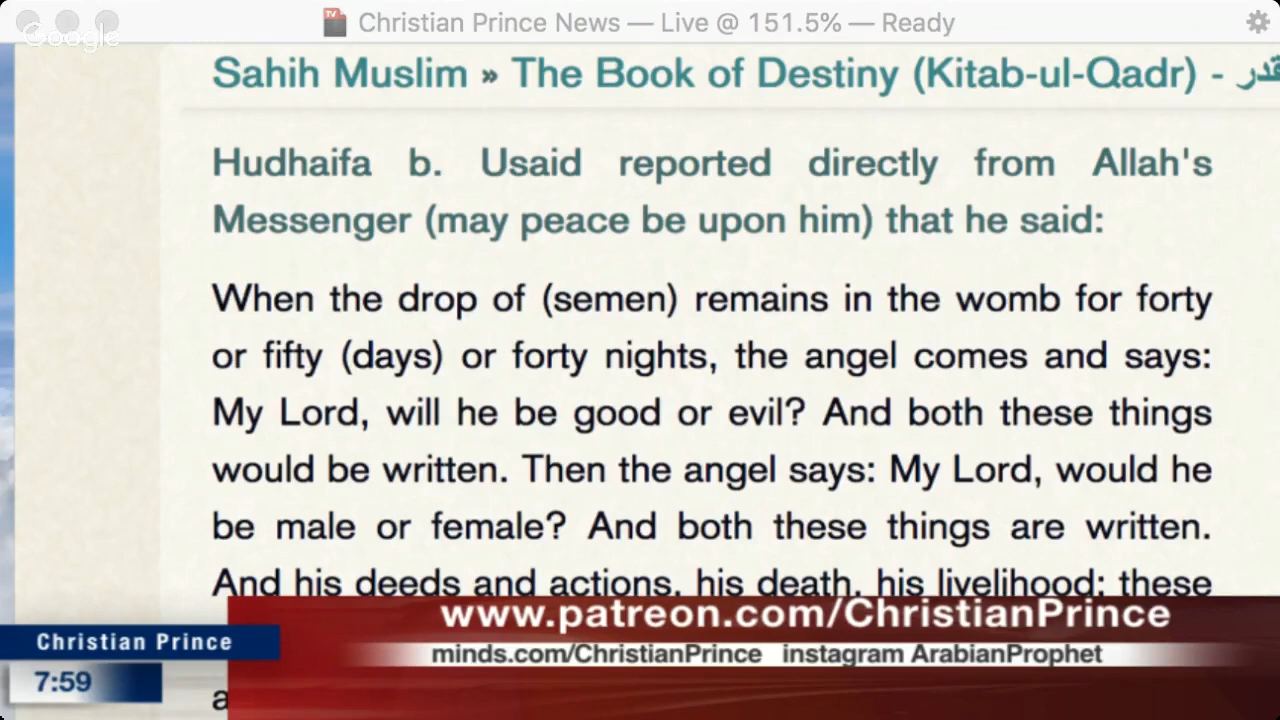 Christian Prince News — Live @ 151.5% — Ready
Google
Sahih Muslim » The Book of Destiny (Kitab-ul-Qadr) - قدر
Hudhaifa b. Usaid reported directly from Allah's
Messenger (may peace be upon him) that he said:
When the drop of (semen) remains in the womb for forty
or fifty (days) or forty nights, the angel comes and says:
My Lord, will he be good or evil? And both these things
would be written. Then the angel says: My Lord, would he
be male or female? And both these things are written.
And his deeds and actions, his death, his livelihood; these
www.patreon.com/ChristianPrince
Christian Prince
minds.com/ChristianPrince instagram ArabianProphet
7:59
a